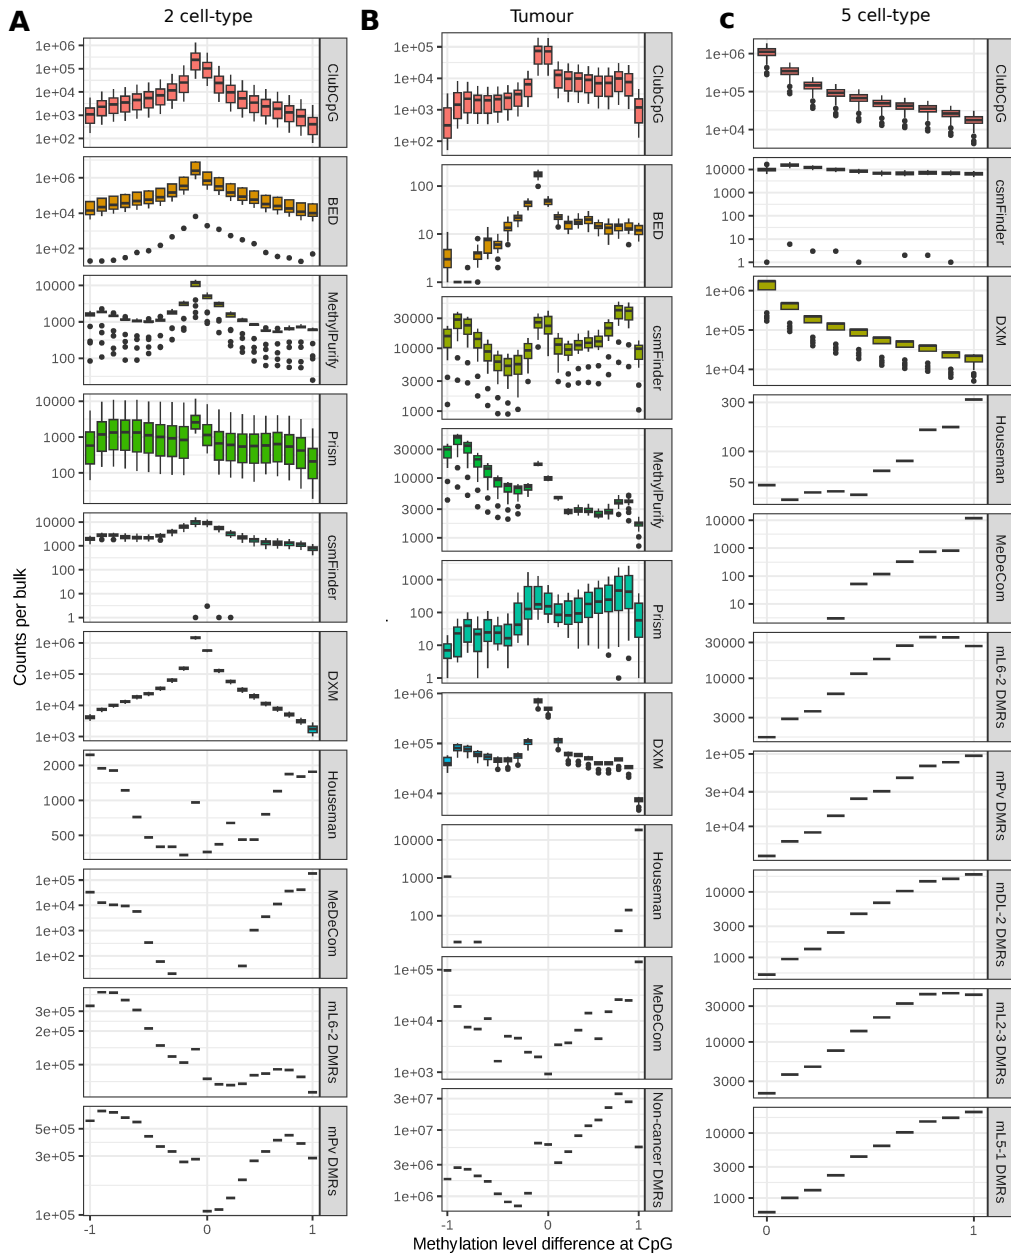 A
2 cell-type
B
Tumour
c
5 cell-type
Counts per bulk
1e+06
1e+05
1e+04
1e+03
1e+02
ClubCpG
1e+06
1e+04
1e+02
BED
10000
1000
100
MethylPurify
10000
1000
100
Prism
10000
1000
100
10
1
csmFinder
1e+06
1e+05
1e+04
1e+03
DXM
2000
1000
500
Houseman
1e+05
1e+04
1e+03
1e+02
MeDeCom
3e+05
2e+05
1e+05
mL6-2 DMRs
5e+05
3e+05
1e+05
mPv DMRs
-1
0
1
1e+05
1e+04
1e+03
1e+02
ClubCpG
100
10
1
BED
30000
10000
3000
1000
csmFinder
30000
10000
3000
1000
MethylPurify
1000
100
10
1
Prism
1e+06
1e+05
1e+04
DXM
10000
1000
100
Houseman
1e+05
1e+04
1e+03
MeDeCom
3e+07
1e+07
3e+06
1e+06
Non-cancer DMRs
-1
0
1
Methylation level difference at CpG
1e+06
1e+05
1e+04
ClubCpG
10000
1000
100
10
1
csmFinder
1e+06
1e+05
1e+04
DXM
300
100
50
Houseman
10000
1000
100
10
MeDeCom
30000
10000
3000
mL6-2 DMRs
1e+05
3e+04
1e+04
mPv DMRs
10000
3000
1000
mDL-2 DMRs
30000
10000
3000
mL2-3 DMRs
10000
1000
mL5-1 DMRs
0
1